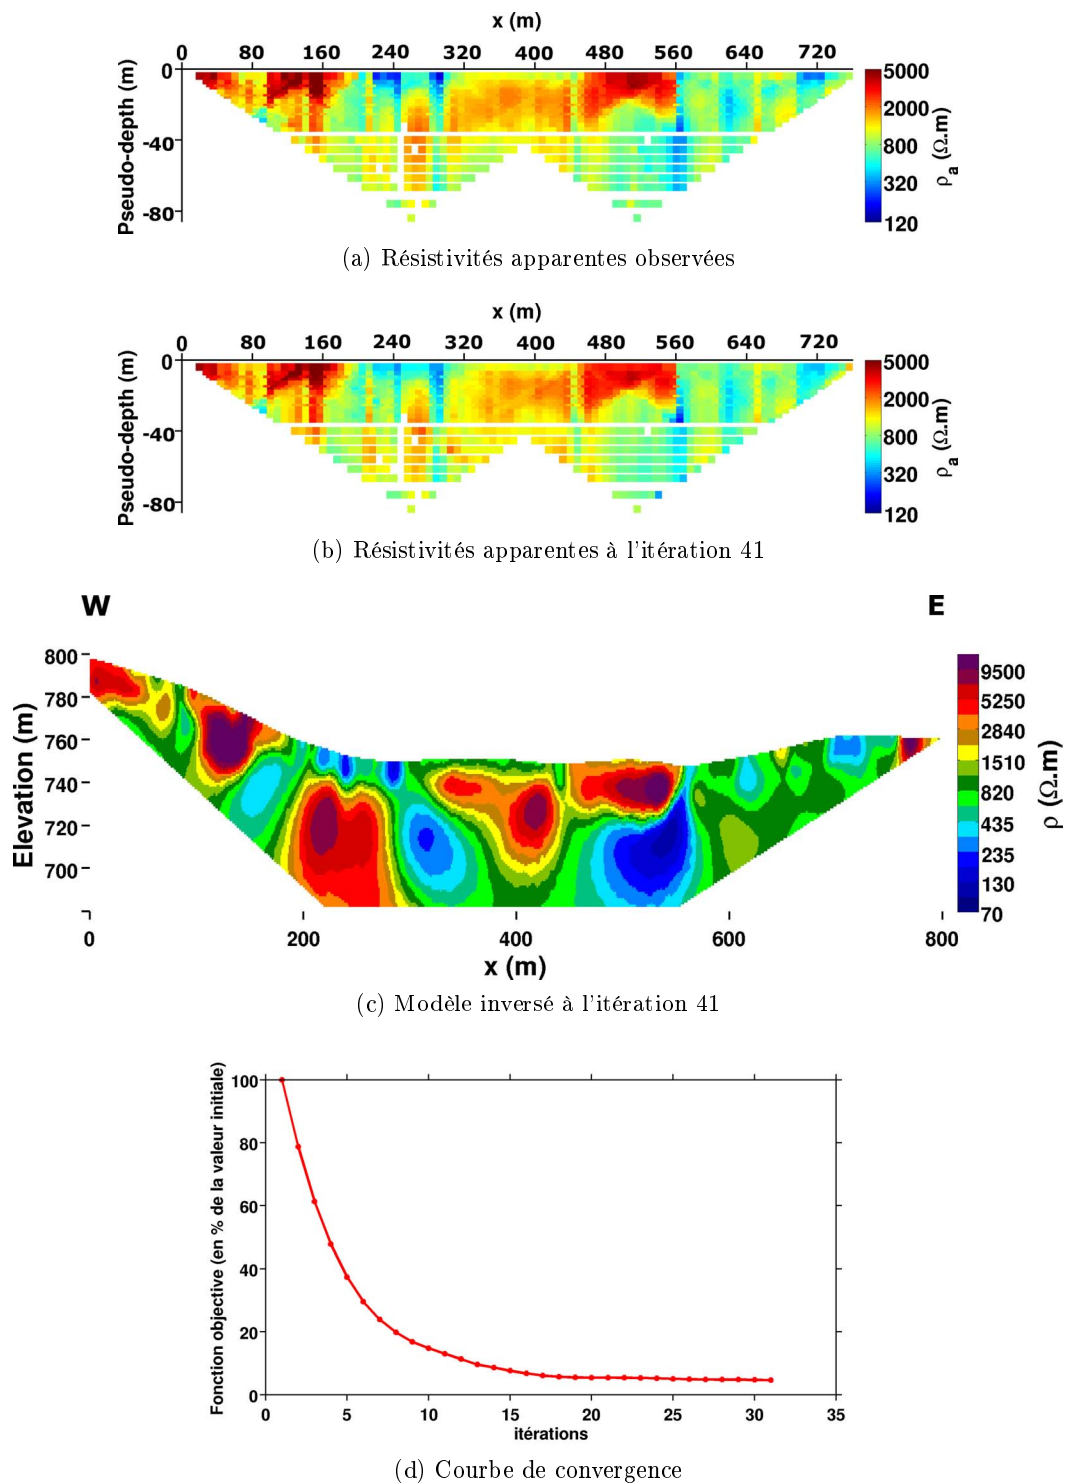 x (m)
0 80 160 240 320 400 480 560 640 720
Pseudo-depth (m)
0
-40
-80
5000
2000
800
320
120
ρa (Ω.m)
(a) Résistivités apparentes observées
x (m)
0 80 160 240 320 400 480 560 640 720
Pseudo-depth (m)
0
-40
-80
5000
2000
800
320
120
ρa (Ω.m)
(b) Résistivités apparentes à l'itération 41
W E
Elevation (m)
800
780
760
740
720
700
9500
5250
2840
1510
820
435
235
130
70
ρ (Ω.m)
0 200 400 600 800
x (m)
(c) Modèle inversé à l'itération 41
Fonction objective (en % de la valeur initiale)
100
80
60
40
20
0
0 5 10 15 20 25 30 35
itérations
(d) Courbe de convergence